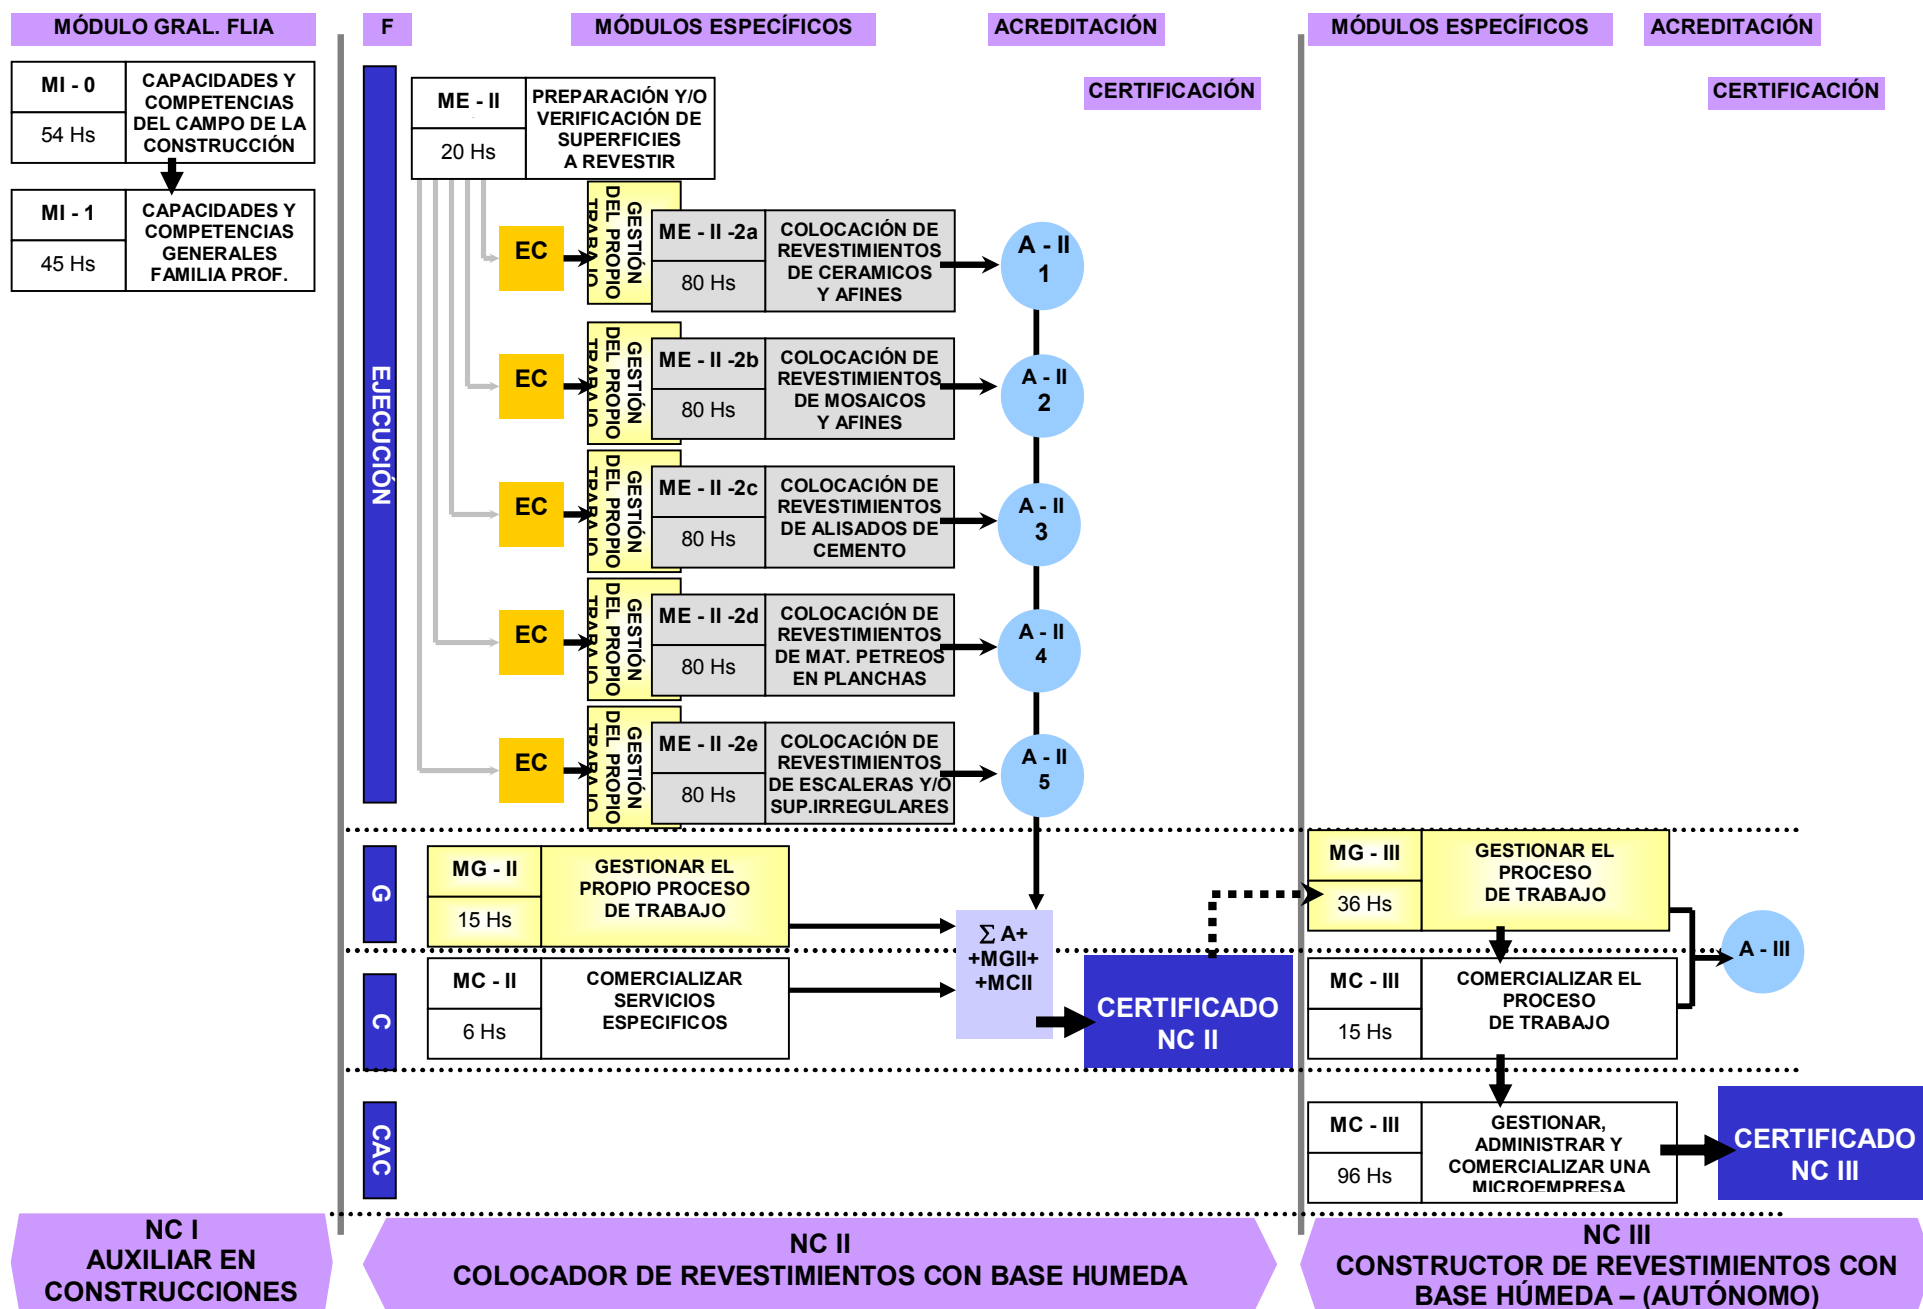 MÓDULO GRAL. FLIA
F
MÓDULOS ESPECÍFICOS
ACREDITACIÓN
MÓDULOS ESPECÍFICOS
ACREDITACIÓN
CERTIFICACIÓN
CERTIFICACIÓN
MI - 0
54 Hs
CAPACIDADES Y
COMPETENCIAS
DEL CAMPO DE LA
CONSTRUCCIÓN
MI - 1
45 Hs
CAPACIDADES Y
COMPETENCIAS
GENERALES
FAMILIA PROF.
EJECUCIÓN
ME - II
20 Hs
PREPARACIÓN Y/O
VERIFICACIÓN DE
SUPERFICIES
A REVESTIR
EC
GESTIÓN
DEL PROPIO
TRABAJO
ME - II -2a
80 Hs
COLOCACIÓN DE
REVESTIMIENTOS
DE CERAMICOS
Y AFINES
A - II
1
EC
GESTIÓN
DEL PROPIO
TRABAJO
ME - II -2b
80 Hs
COLOCACIÓN DE
REVESTIMIENTOS
DE MOSAICOS
Y AFINES
A - II
2
EC
GESTIÓN
DEL PROPIO
TRABAJO
ME - II -2c
80 Hs
COLOCACIÓN DE
REVESTIMIENTOS
DE ALISADOS DE
CEMENTO
A - II
3
EC
GESTIÓN
DEL PROPIO
TRABAJO
ME - II -2d
80 Hs
COLOCACIÓN DE
REVESTIMIENTOS
DE MAT. PETREOS
EN PLANCHAS
A - II
4
EC
GESTIÓN
DEL PROPIO
TRABAJO
ME - II -2e
80 Hs
COLOCACIÓN DE
REVESTIMIENTOS
DE ESCALERAS Y/O
SUP.IRREGULARES
A - II
5
G
MG - II
15 Hs
GESTIONAR EL
PROPIO PROCESO
DE TRABAJO
∑ A+
+MGII+
+MCII
MG - III
36 Hs
GESTIONAR EL
PROCESO
DE TRABAJO
A - III
C
MC - II
6 Hs
COMERCIALIZAR
SERVICIOS
ESPECIFICOS
CERTIFICADO
NC II
MC - III
15 Hs
COMERCIALIZAR EL
PROCESO
DE TRABAJO
CAC
MC - III
96 Hs
GESTIONAR,
ADMINISTRAR Y
COMERCIALIZAR UNA
MICROEMPRESA
CERTIFICADO
NC III
NC I
AUXILIAR EN
CONSTRUCCIONES
NC II
COLOCADOR DE REVESTIMIENTOS CON BASE HUMEDA
NC III
CONSTRUCTOR DE REVESTIMIENTOS CON
BASE HÚMEDA – (AUTÓNOMO)